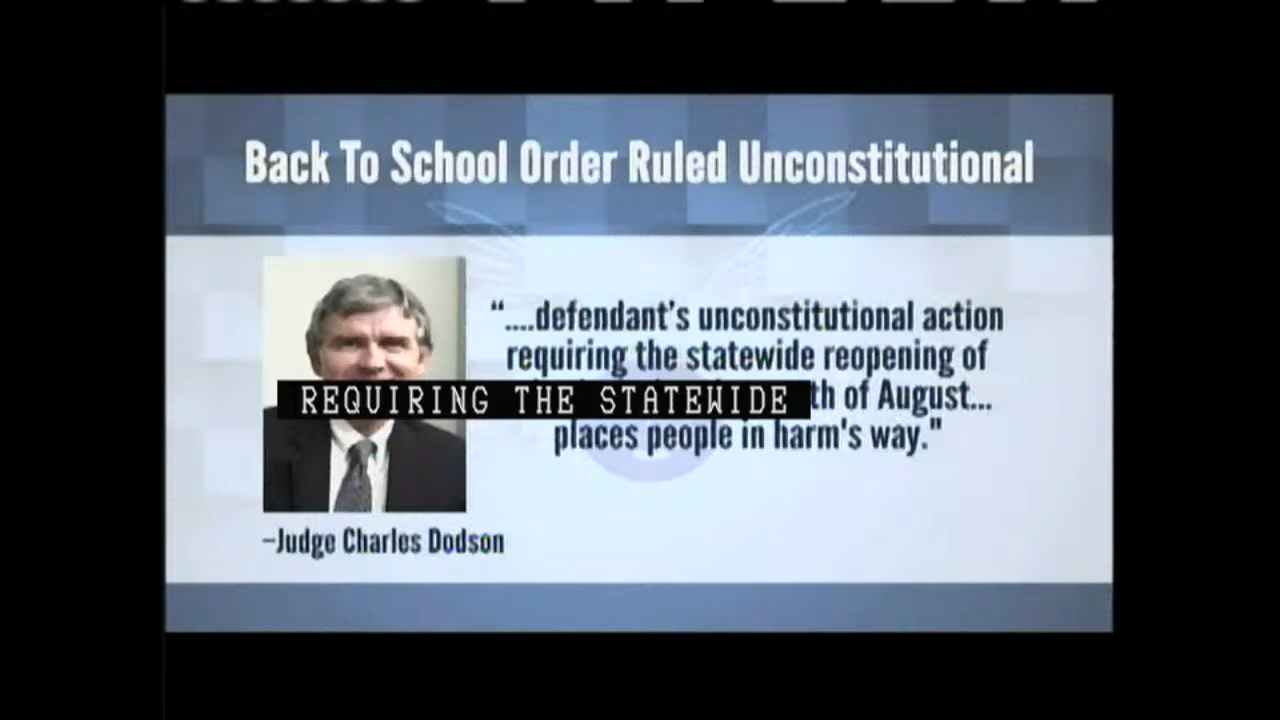 Back To School Order Ruled Unconstitutional
“....defendant's unconstitutional action
requiring the statewide reopening of
th of August...
places people in harm's way."
REQUIRING THE STATEWIDE
–Judge Charles Dodson